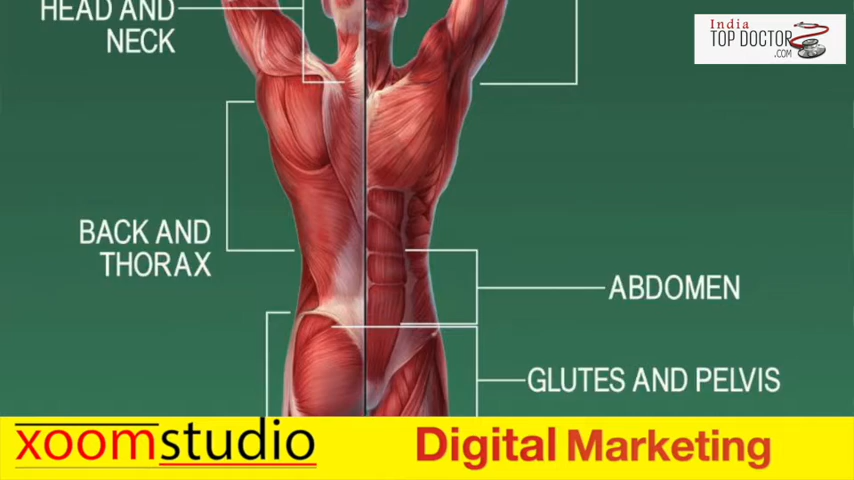 HEAD AND
NECK
India
TOP DOCTOR
.COM
BACK AND
THORAX
ABDOMEN
GLUTES AND PELVIS
xoomstudio
Digital Marketing